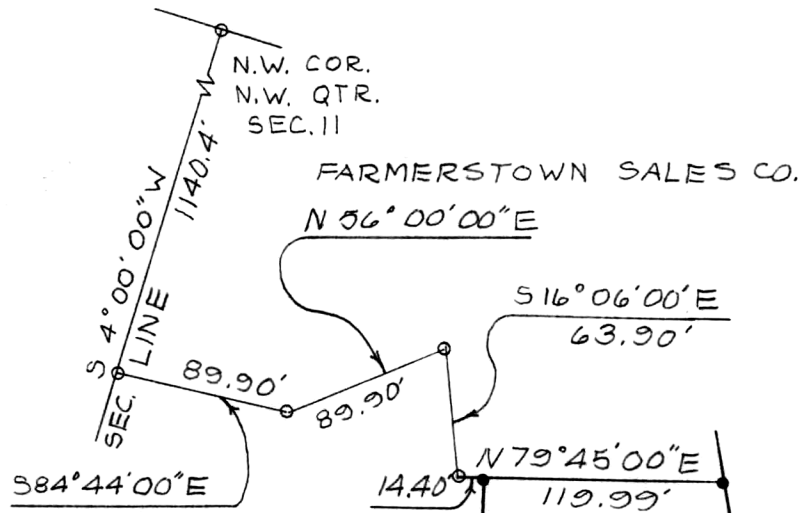 N.W. COR.
N.W. QTR.
SEC. 11
1140.4'
S 4°00'00"W
SEC. LINE
FARMERSTOWN SALES CO.
N 56°00'00"E
S 16°06'00"E
63.90'
89.90'
89.90'
S84°44'00"E
14.40'
N 79°45'00"E
119.99'